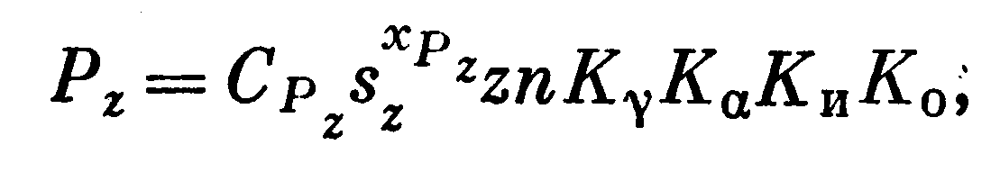 P_z = C_{P_z} s_z^{x_{P_z}} z n K_γ K_α K_и K_о;